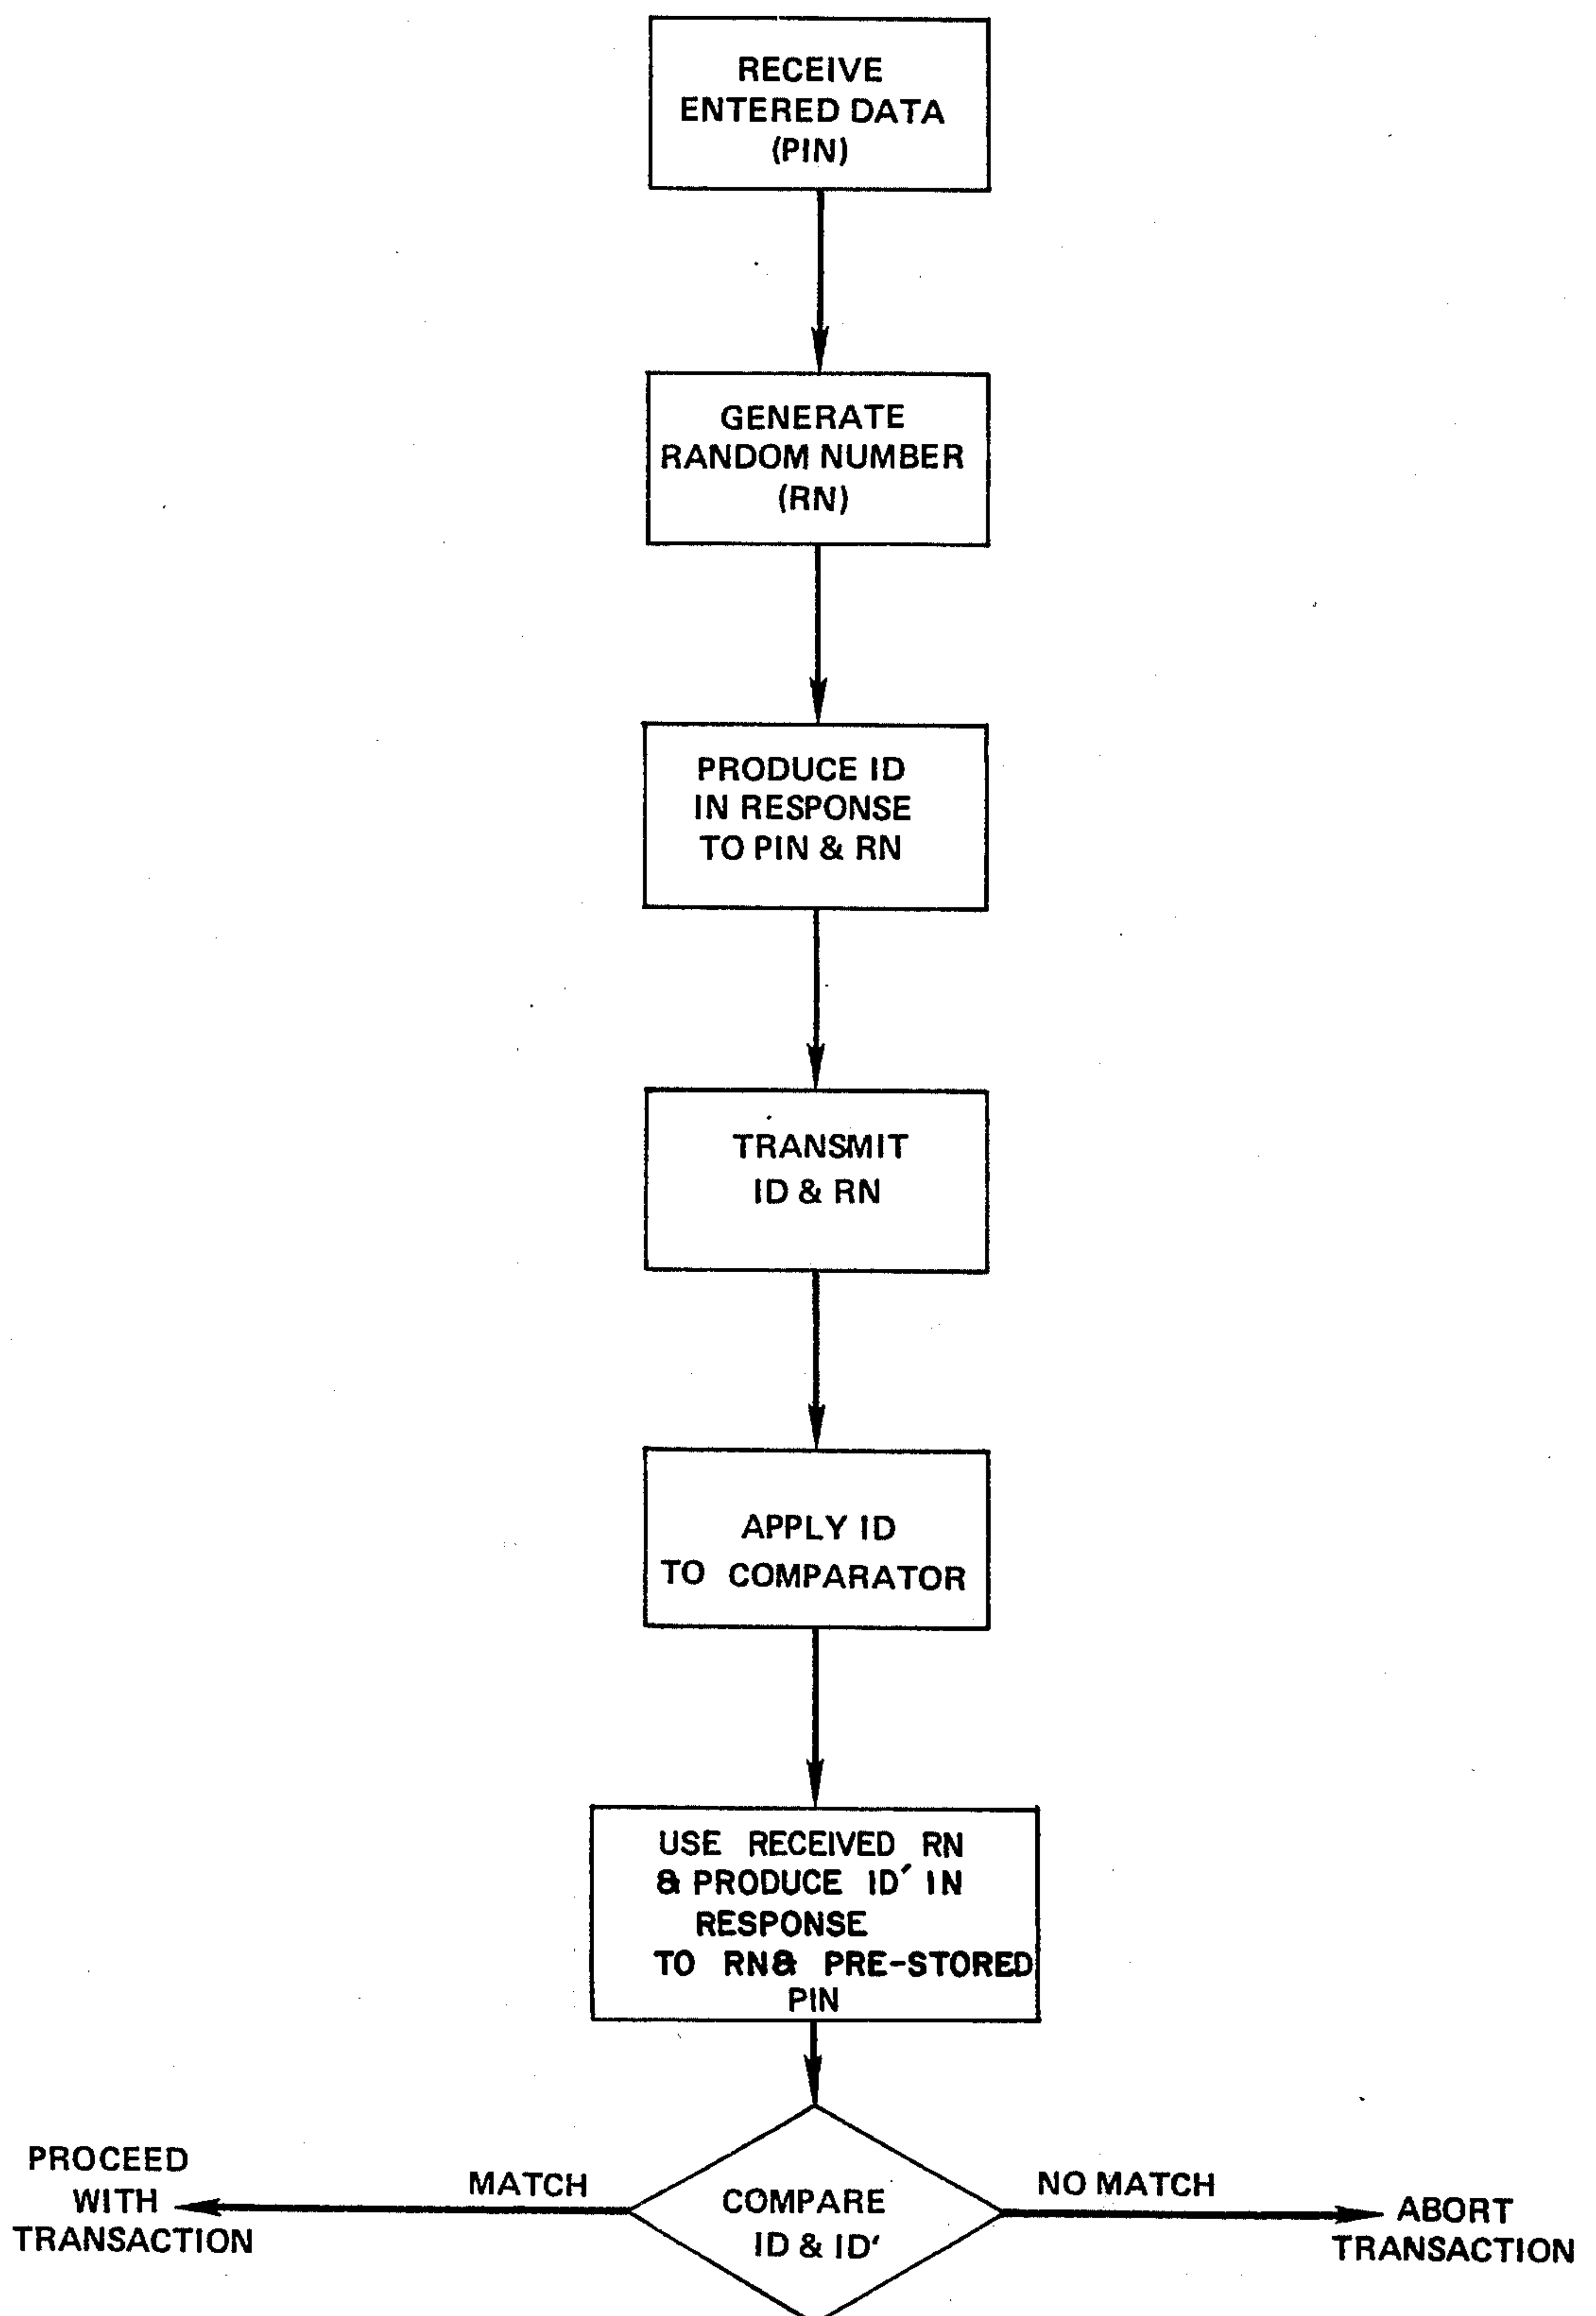 RECEIVE
ENTERED DATA
(PIN)
GENERATE
RANDOM NUMBER
(RN)
PRODUCE ID
IN RESPONSE
TO PIN & RN
TRANSMIT
ID & RN
APPLY ID
TO COMPARATOR
USE RECEIVED RN
& PRODUCE ID′ IN
RESPONSE
TO RN& PRE-STORED
PIN
COMPARE
ID & ID′
MATCH
PROCEED
WITH
TRANSACTION
NO MATCH
ABORT
TRANSACTION